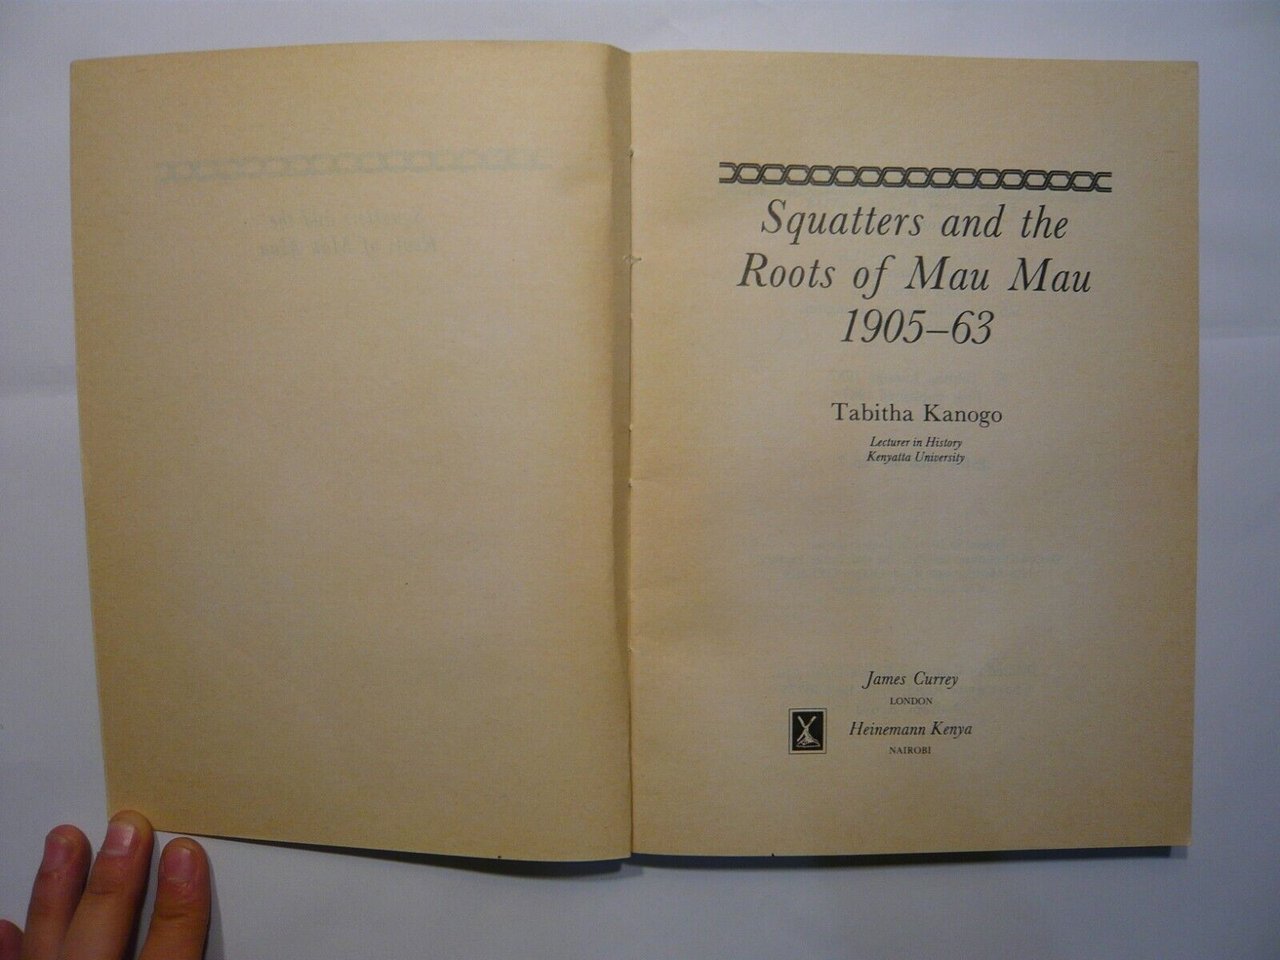 Squatters and the
Roots of Mau Mau
1905–63
Tabitha Kanogo
Lecturer in History
Kenyatta University
James Currey
LONDON
Heinemann Kenya
NAIROBI